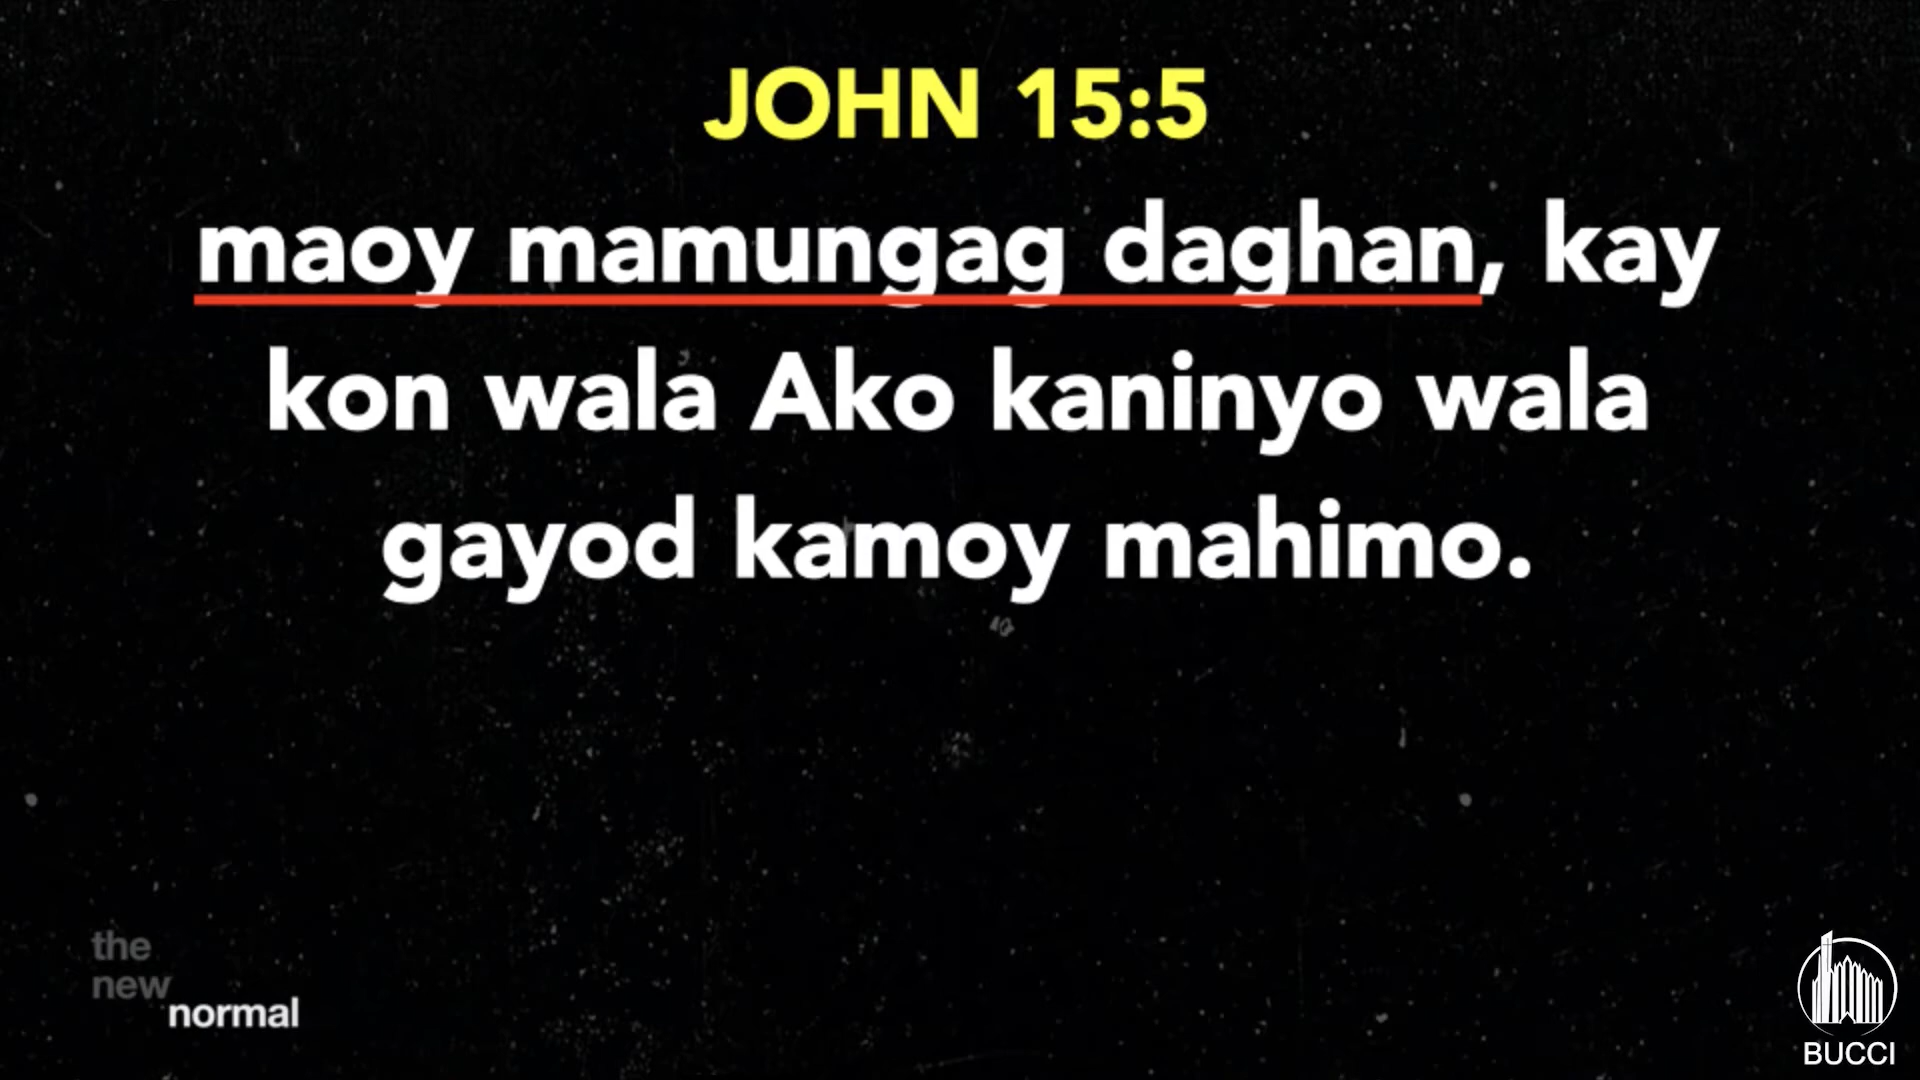 JOHN 15:5
maoy mamungag daghan, kay
kon wala Ako kaninyo wala
gayod kamoy mahimo.
the
new
normal
BUCCI